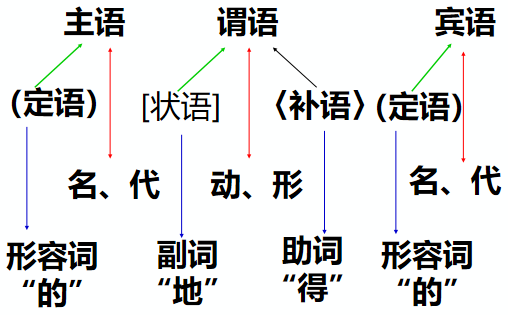 主语 谓语 宾语
（定语） [状语] 〈补语〉 （定语）
名、代 动、形 名、代
形容词 副词 助词 形容词
“的” “地” “得” “的”